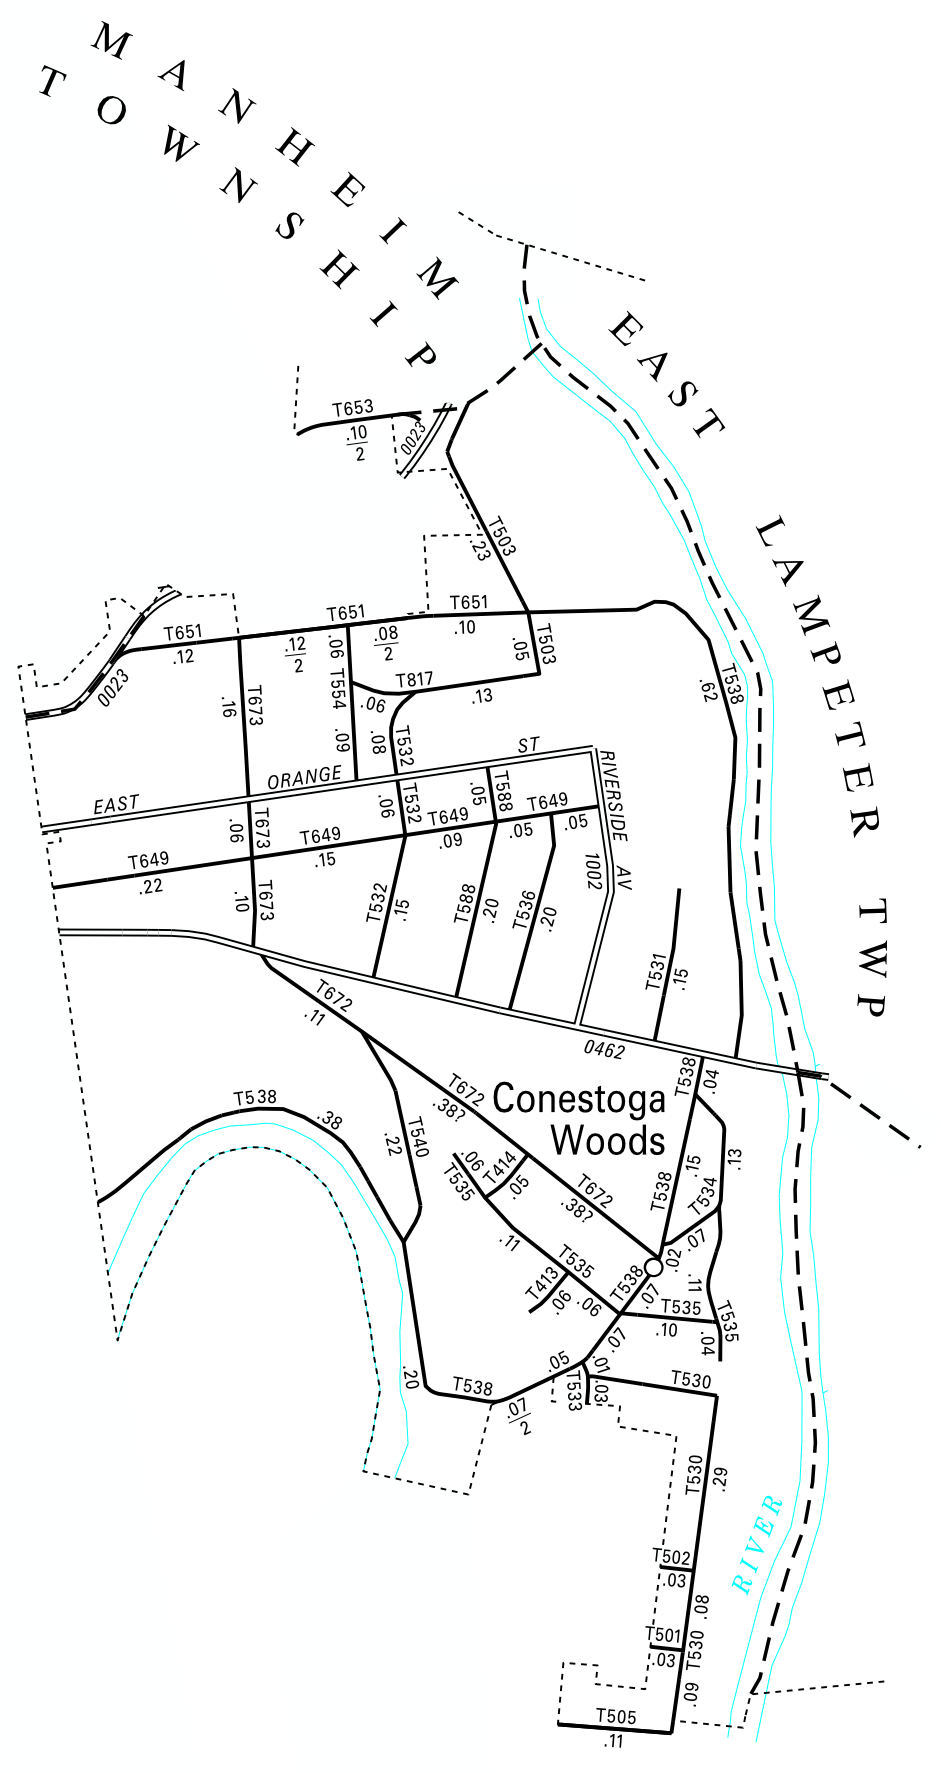 MANHEIM
TOWNSHIP
EAST
LAMPETER TWP
T653
.10
2
0023
T503
.23
T651
.12
T651
.12
2
.08
2
T651
.10
T503
.05
0023
T673
.16
.06
T554
.09
T817
.06
.13
T538
.62
.08
T532
EAST
ORANGE
ST
RIVERSIDE
AV
1002
T673
.06
T532
.06
T588
.05
T649
.22
T649
.15
T649
.09
T649
.05
.05
T673
.10
T532
.15
T588
.20
T536
.20
T531
.15
T672
.11
0462
T538
.04
T672
.38?
Conestoga
Woods
T538
.38
T540
.22
.06
T535
T414
.05
T672
.38?
T538
.15
T534
.13
.07
.02
.11
.11
T535
T413
.06
.06
T538
.07
T535
.10
T535
.04
.07
.20
T538
.05
.07
2
.01
T533
.03
T530
T530
.29
T502
.03
.08
T501
.03
T530
.09
T505
.11
RIVER